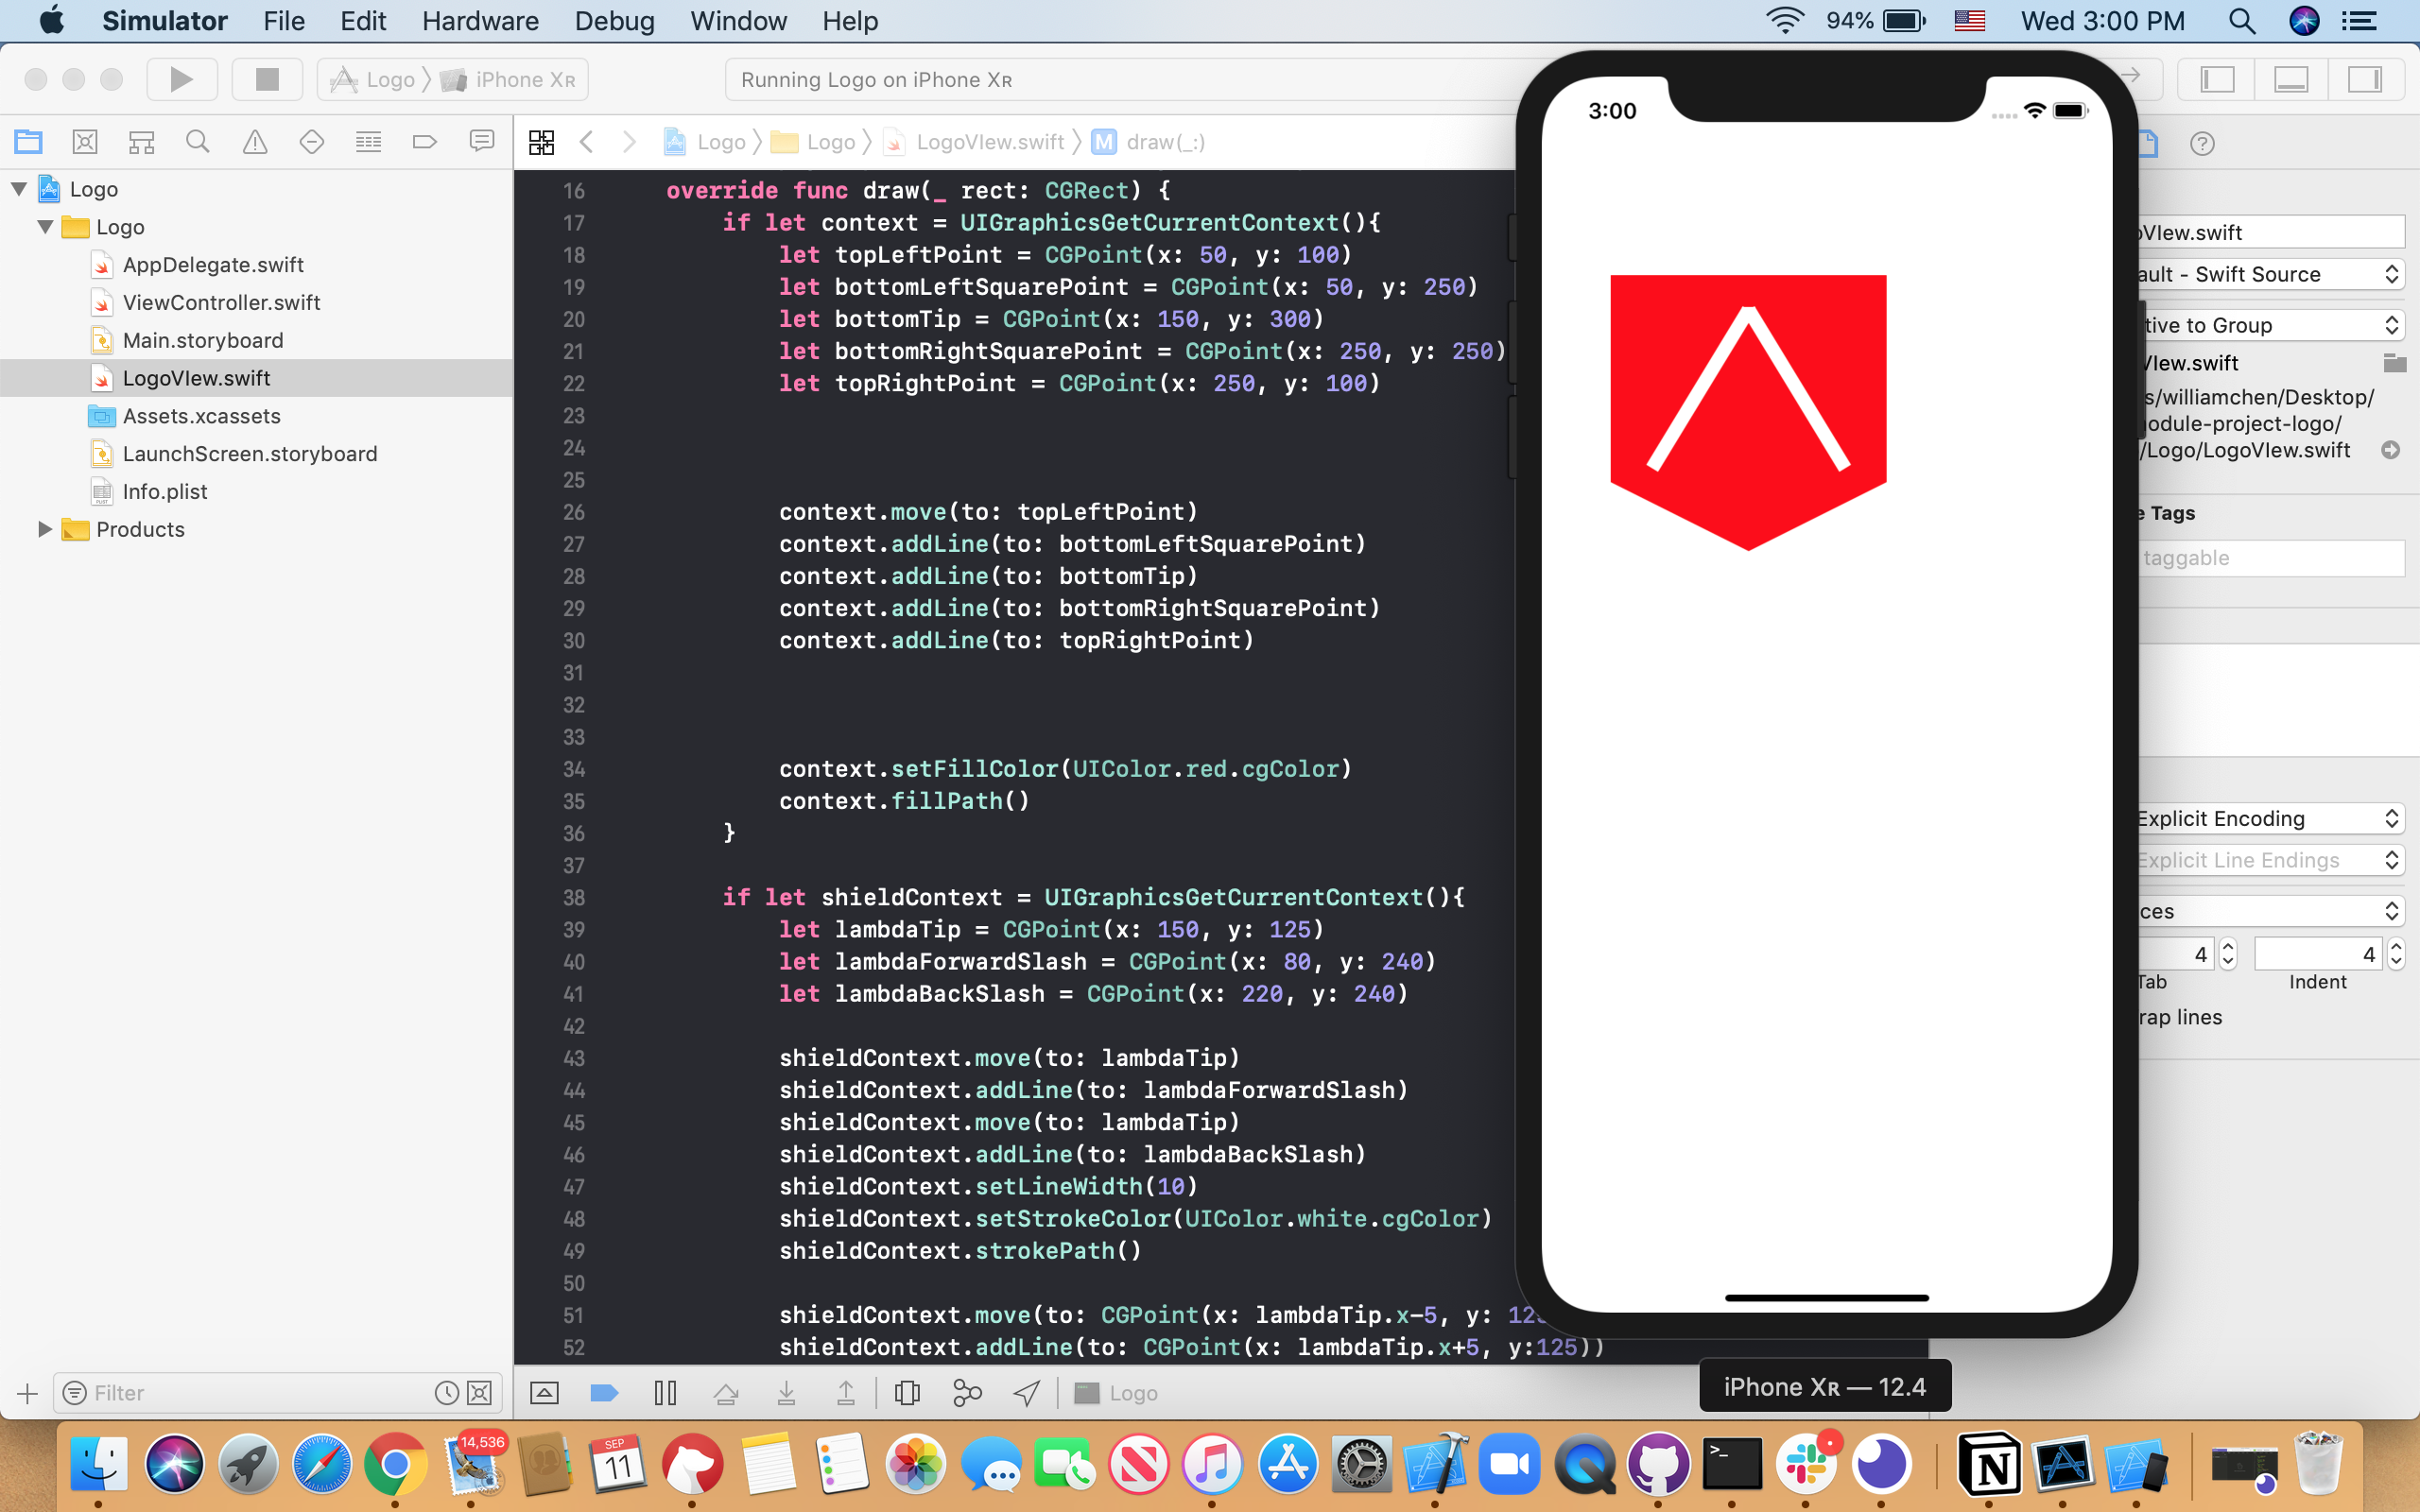 Simulator File Edit Hardware Debug Window Help 94% Wed 3:00 PM
Logo iPhone XR Running Logo on iPhone XR
Logo Logo LogoVIew.swift M draw(_:)
Logo
Logo
AppDelegate.swift
ViewController.swift
Main.storyboard
LogoVIew.swift
Assets.xcassets
LaunchScreen.storyboard
Info.plist
Products
Filter
16 override func draw(_ rect: CGRect) {
17 if let context = UIGraphicsGetCurrentContext(){
18 let topLeftPoint = CGPoint(x: 50, y: 100)
19 let bottomLeftSquarePoint = CGPoint(x: 50, y: 250)
20 let bottomTip = CGPoint(x: 150, y: 300)
21 let bottomRightSquarePoint = CGPoint(x: 250, y: 250)
22 let topRightPoint = CGPoint(x: 250, y: 100)
23
24
25
26 context.move(to: topLeftPoint)
27 context.addLine(to: bottomLeftSquarePoint)
28 context.addLine(to: bottomTip)
29 context.addLine(to: bottomRightSquarePoint)
30 context.addLine(to: topRightPoint)
31
32
33
34 context.setFillColor(UIColor.red.cgColor)
35 context.fillPath()
36 }
37
38 if let shieldContext = UIGraphicsGetCurrentContext(){
39 let lambdaTip = CGPoint(x: 150, y: 125)
40 let lambdaForwardSlash = CGPoint(x: 80, y: 240)
41 let lambdaBackSlash = CGPoint(x: 220, y: 240)
42
43 shieldContext.move(to: lambdaTip)
44 shieldContext.addLine(to: lambdaForwardSlash)
45 shieldContext.move(to: lambdaTip)
46 shieldContext.addLine(to: lambdaBackSlash)
47 shieldContext.setLineWidth(10)
48 shieldContext.setStrokeColor(UIColor.white.cgColor)
49 shieldContext.strokePath()
50
51 shieldContext.move(to: CGPoint(x: lambdaTip.x-5, y: 12
52 shieldContext.addLine(to: CGPoint(x: lambdaTip.x+5, y:125))
Logo
3:00
iPhone XR — 12.4
VIew.swift
ault - Swift Source
tive to Group
VIew.swift
s/williamchen/Desktop/
odule-project-logo/
/Logo/LogoVIew.swift
e Tags
taggable
Explicit Encoding
Explicit Line Endings
ces
4 4
Tab Indent
rap lines
14,536
SEP
11